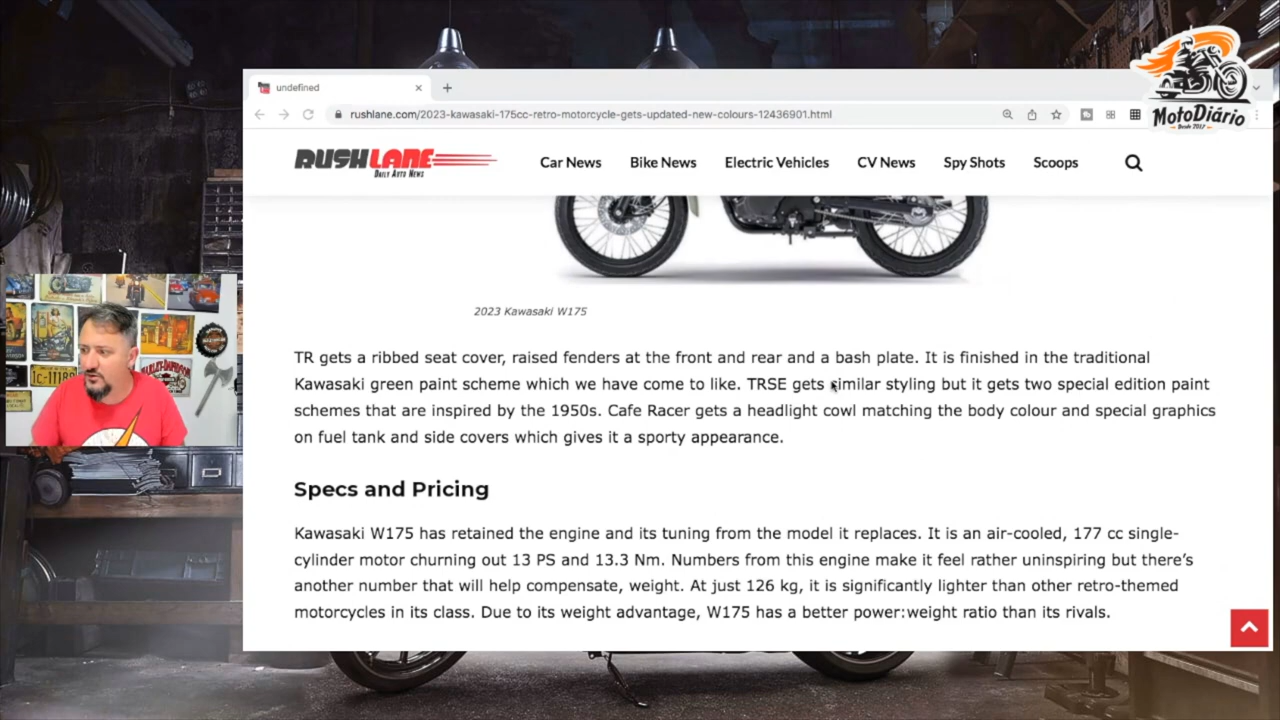 undefined
MotoDiário
Desde 2017
rushlane.com/2023-kawasaki-175cc-retro-motorcycle-gets-updated-new-colours-12436901.html
RUSHLANE
DAILY AUTO NEWS
Car News
Bike News
Electric Vehicles
CV News
Spy Shots
Scoops
2023 Kawasaki W175
TR gets a ribbed seat cover, raised fenders at the front and rear and a bash plate. It is finished in the traditional
Kawasaki green paint scheme which we have come to like. TRSE gets similar styling but it gets two special edition paint
schemes that are inspired by the 1950s. Cafe Racer gets a headlight cowl matching the body colour and special graphics
on fuel tank and side covers which gives it a sporty appearance.
Specs and Pricing
Kawasaki W175 has retained the engine and its tuning from the model it replaces. It is an air-cooled, 177 cc single-
cylinder motor churning out 13 PS and 13.3 Nm. Numbers from this engine make it feel rather uninspiring but there's
another number that will help compensate, weight. At just 126 kg, it is significantly lighter than other retro-themed
motorcycles in its class. Due to its weight advantage, W175 has a better power:weight ratio than its rivals.